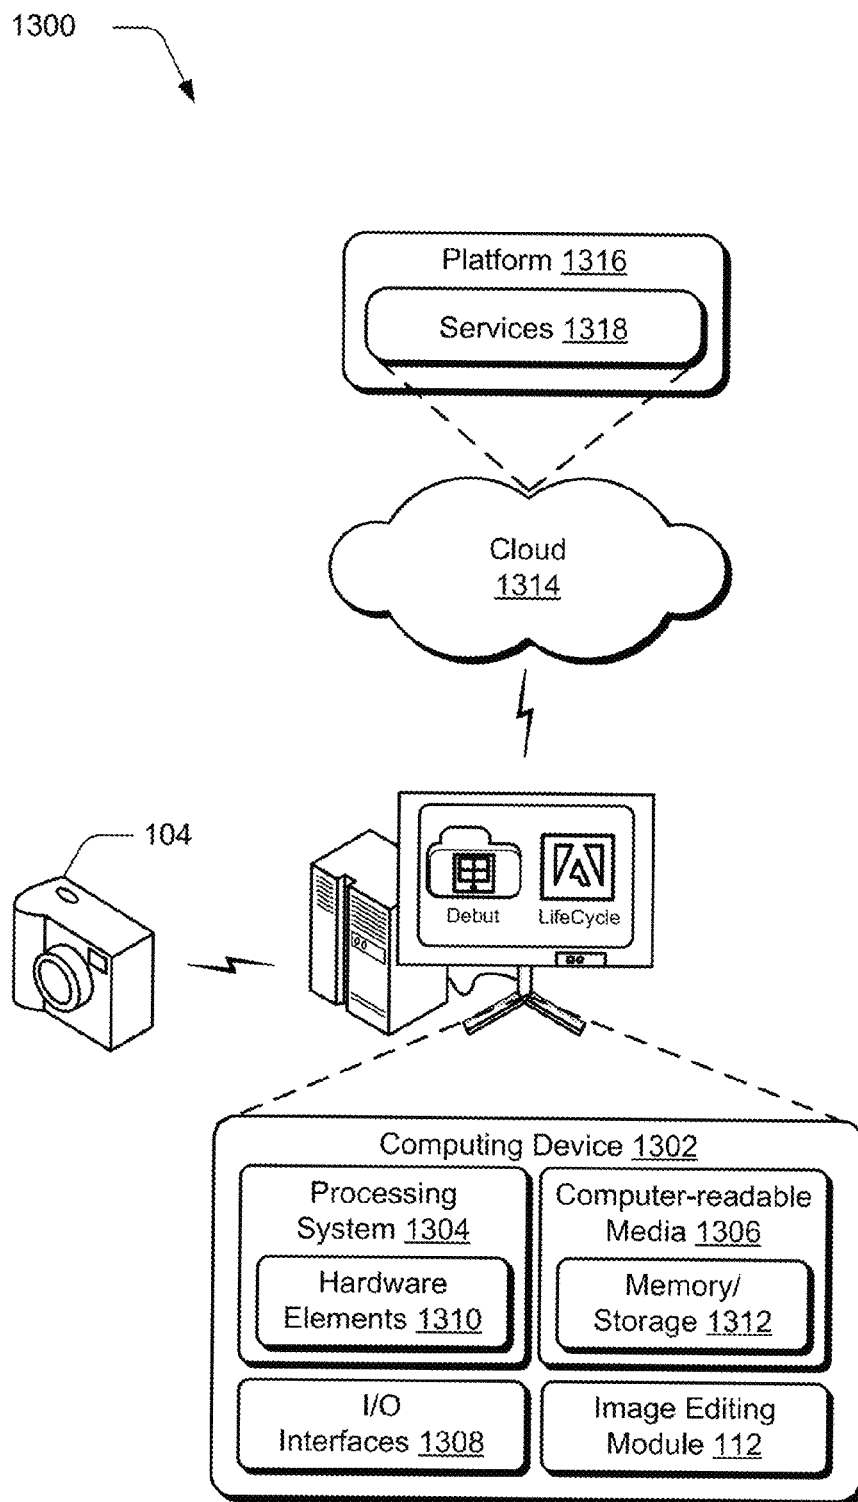 1300
Platform 1316
Services 1318
Cloud
1314
104
Debut
LifeCycle
Computing Device 1302
Processing
System 1304
Hardware
Elements 1310
Computer-readable
Media 1306
Memory/
Storage 1312
I/O
Interfaces 1308
Image Editing
Module 112